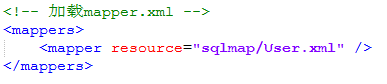 <!-- 加载mapper.xml -->
<mappers>
<mapper resource="sqlmap/User.xml" />
</mappers>